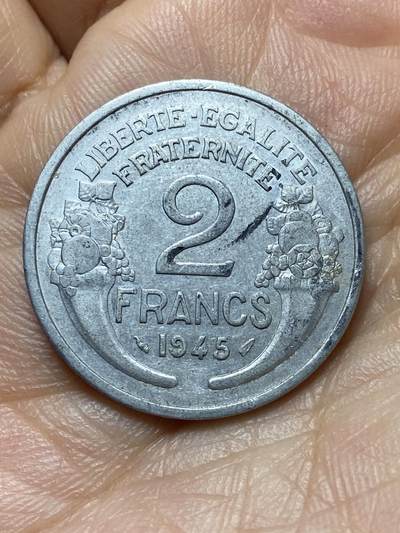 LIBERTE-EGALITE
FRATERNITE
2
FRANCS
1945